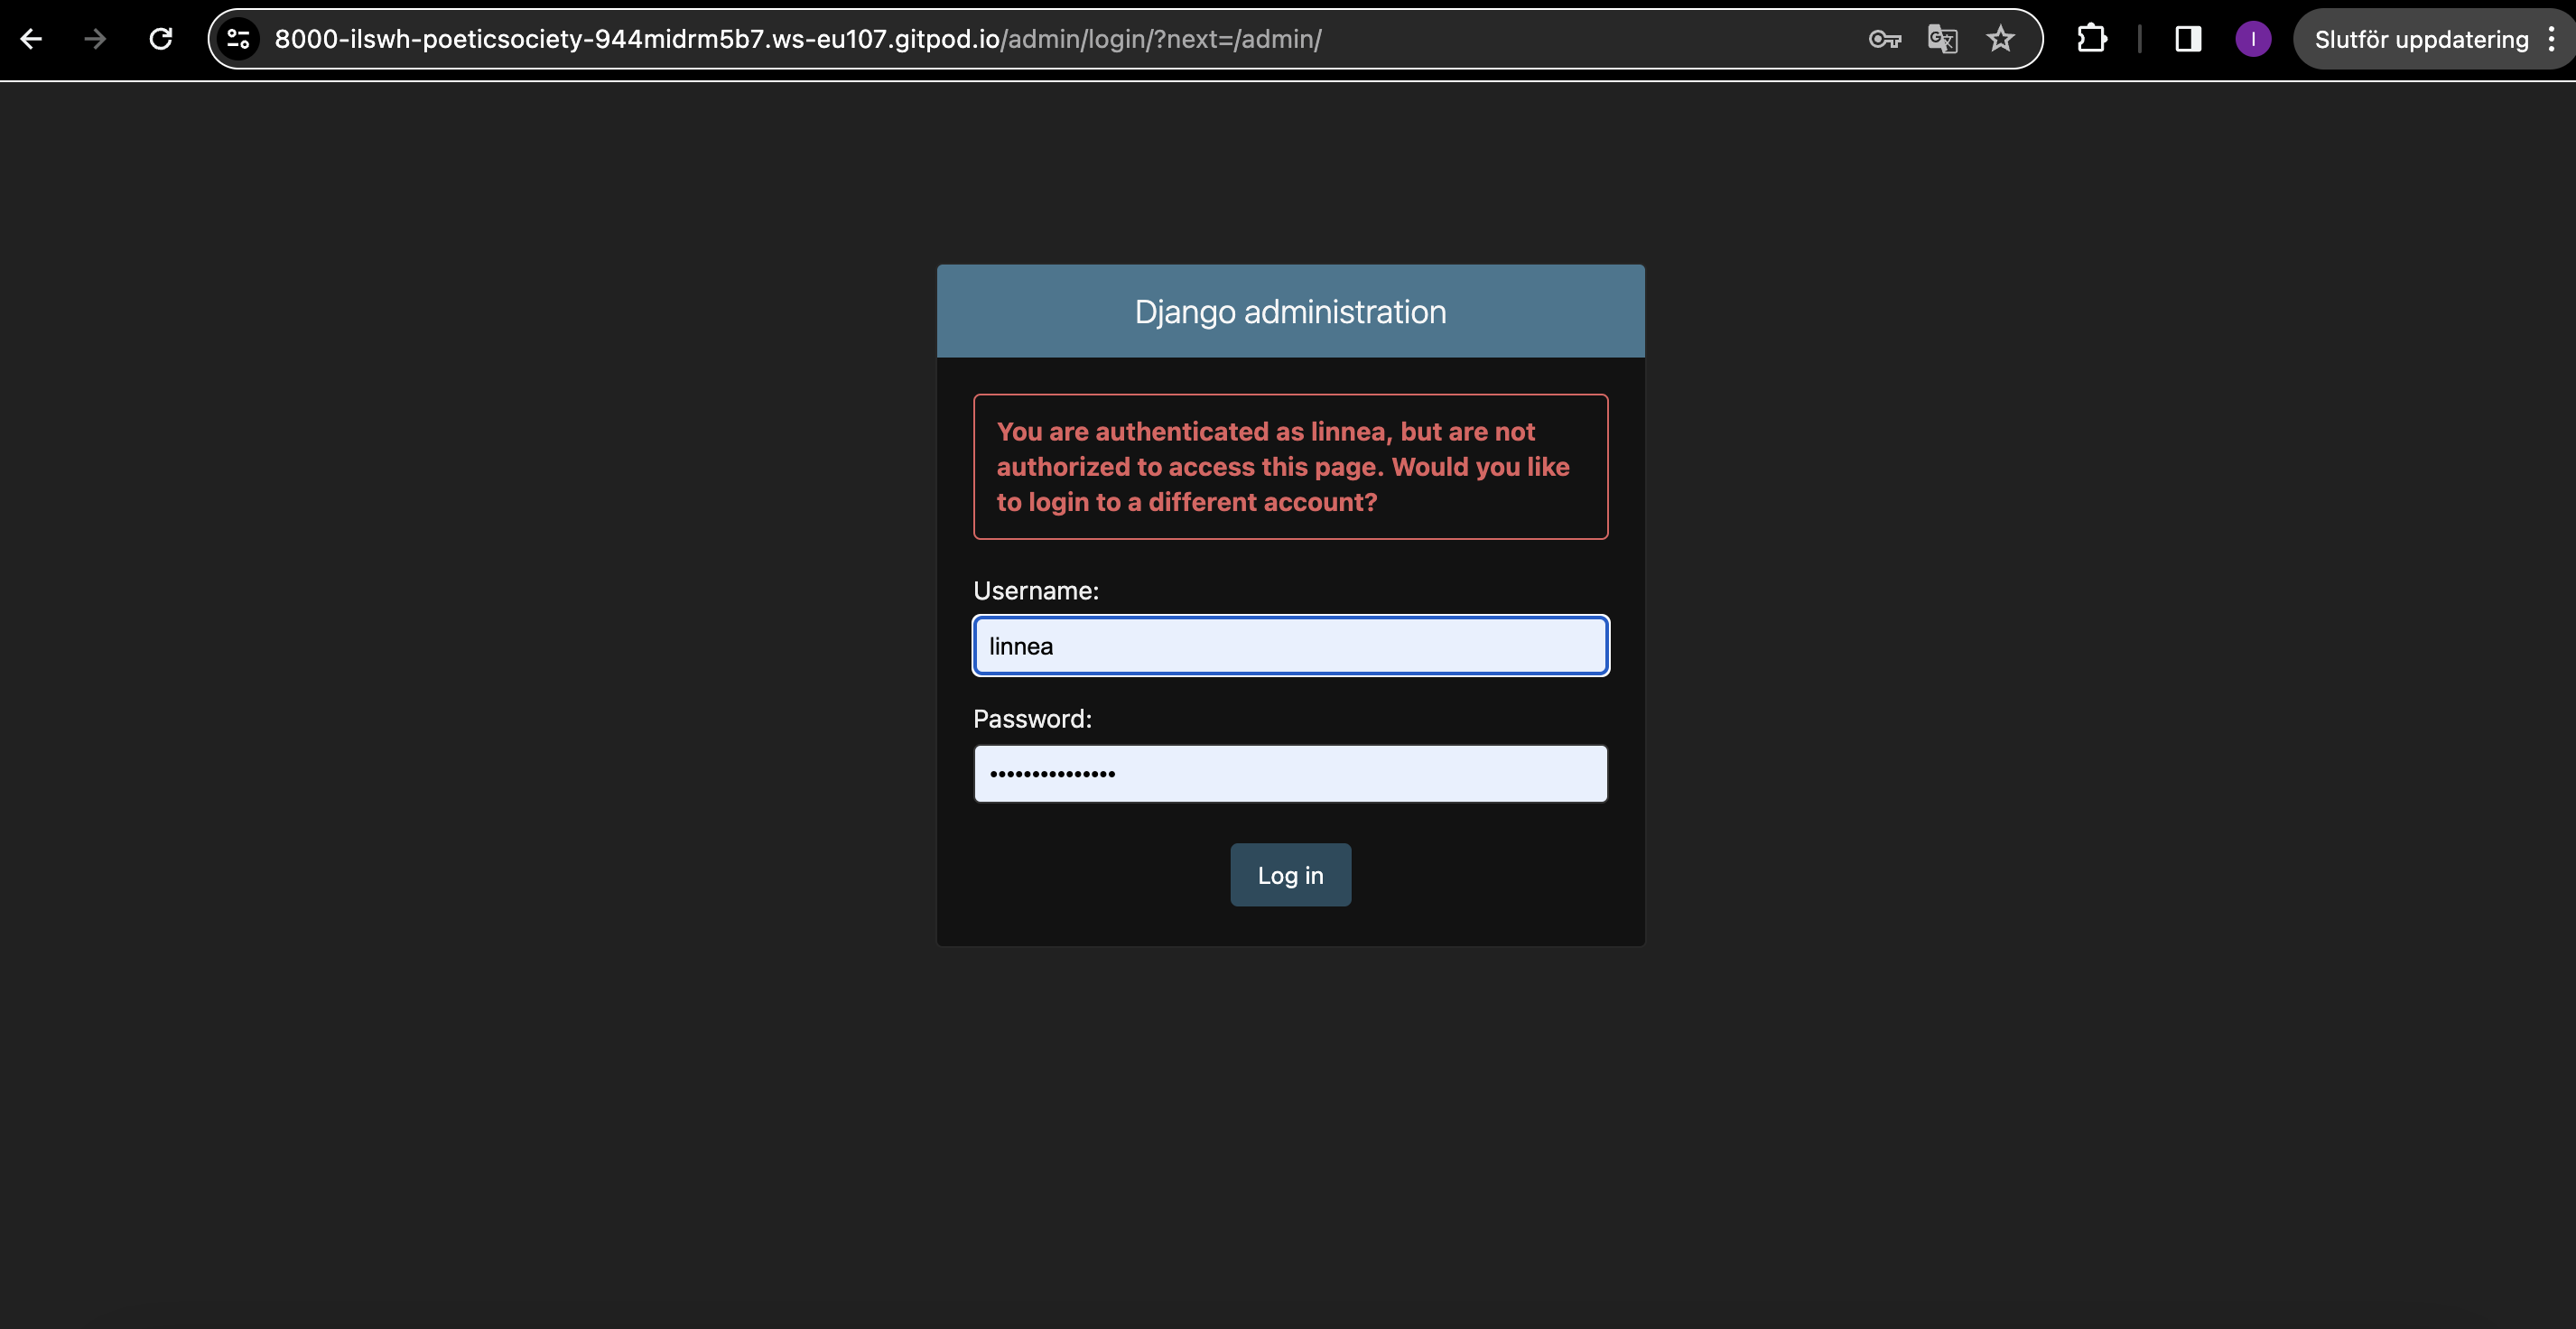 8000-ilswh-poeticsociety-944midrm5b7.ws-eu107.gitpod.io/admin/login/?next=/admin/
I
Slutför uppdatering
Django administration
You are authenticated as linnea, but are not
authorized to access this page. Would you like
to login to a different account?
Username:
linnea
Password:
•••••••••••••••
Log in